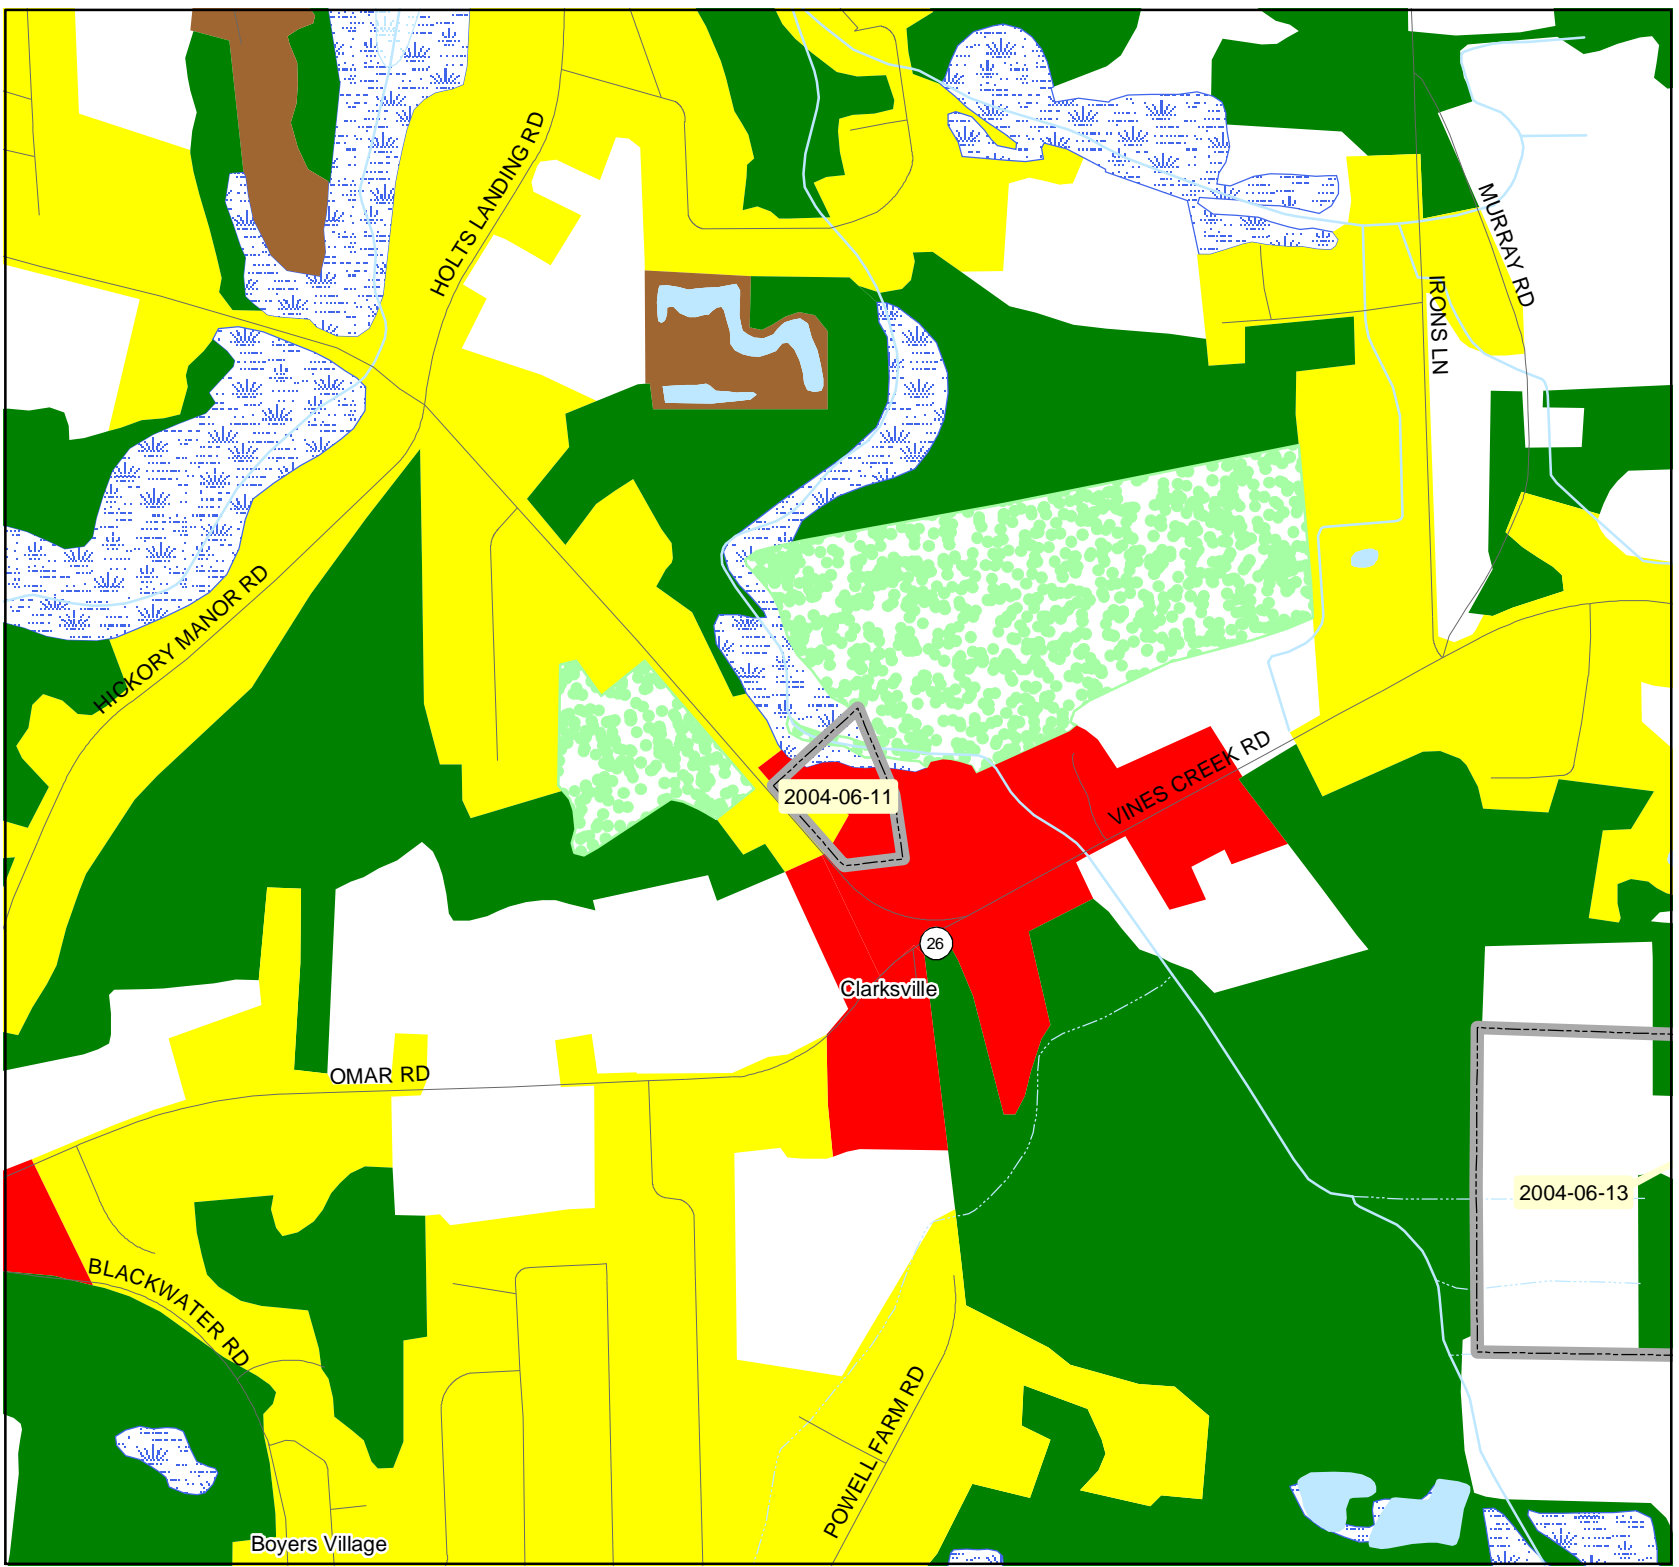 HOLTS LANDING RD
MURRAY RD
IRONS LN
HICKORY MANOR RD
VINES CREEK RD
2004-06-11
26
Clarksville
OMAR RD
2004-06-13
BLACKWATER RD
POWELL FARM RD
Boyers Village